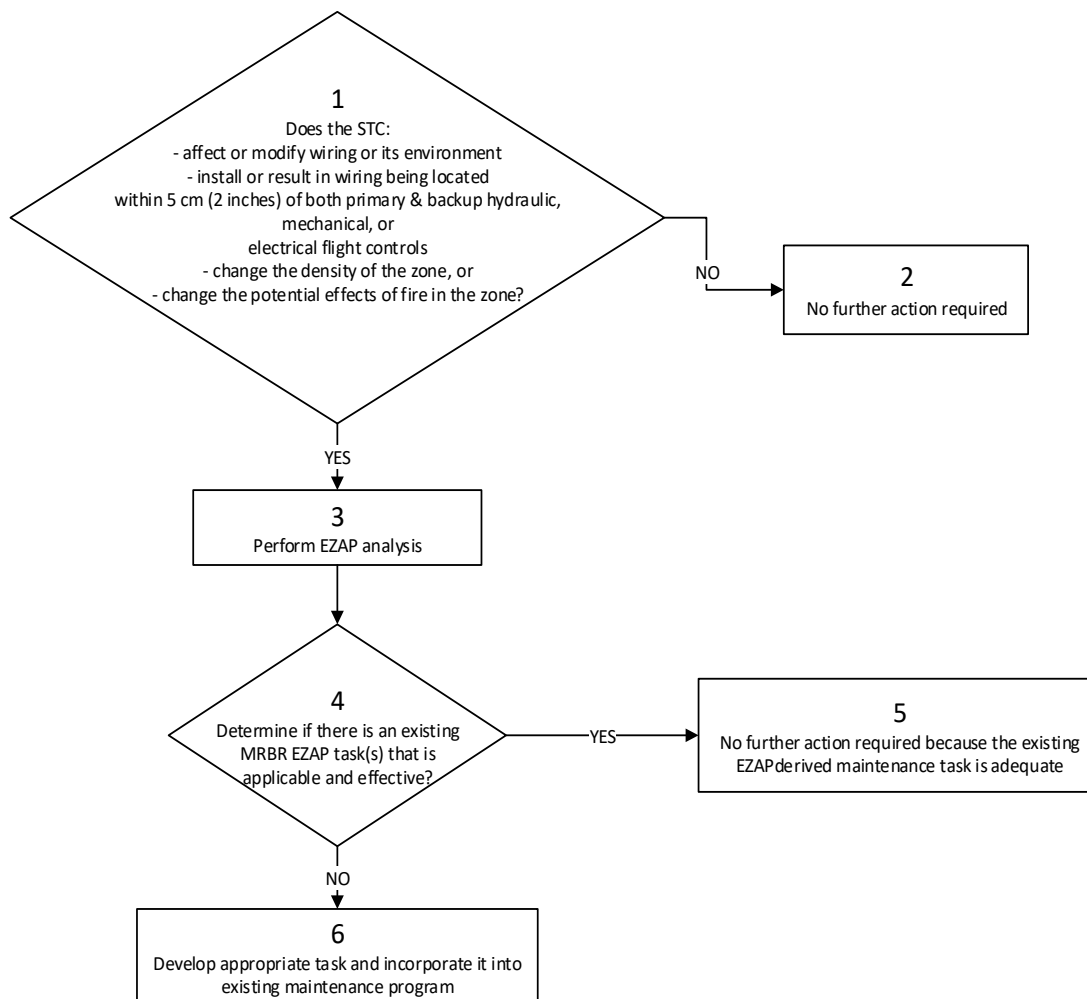 1
Does the STC:
- affect or modify wiring or its environment
- install or result in wiring being located
within 5 cm (2 inches) of both primary & backup hydraulic,
mechanical, or
electrical flight controls
- change the density of the zone, or
- change the potential effects of fire in the zone?
NO
2
No further action required
YES
3
Perform EZAP analysis
4
Determine if there is an existing
MRBR EZAP task(s) that is
applicable and effective?
YES
5
No further action required because the existing
EZAPderived maintenance task is adequate
NO
6
Develop appropriate task and incorporate it into
existing maintenance program